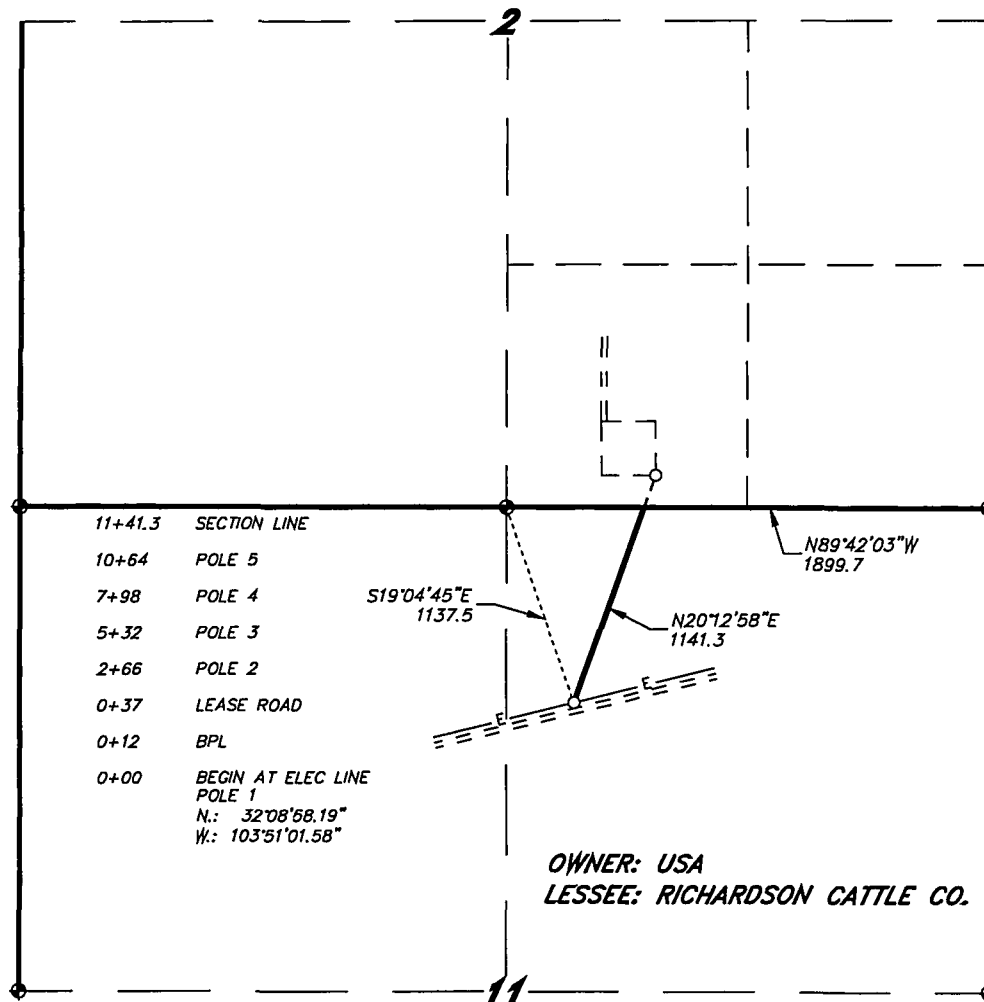 2
11+41.3 SECTION LINE
10+64 POLE 5
7+98 POLE 4
5+32 POLE 3
2+66 POLE 2
0+37 LEASE ROAD
0+12 BPL
0+00 BEGIN AT ELEC LINE
POLE 1
N.: 32°08'58.19"
W.: 103°51'01.58"
S19°04'45"E
1137.5
N89°42'03"W
1899.7
N20°12'58"E
1141.3
E
E
OWNER: USA
LESSEE: RICHARDSON CATTLE CO.
11